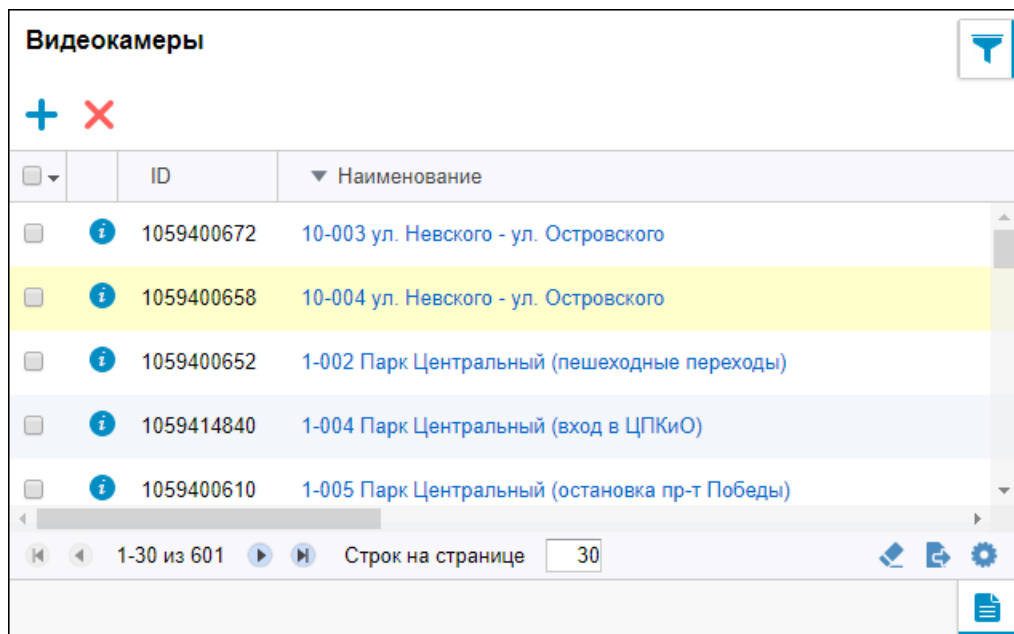 Видеокамеры
ID Наименование
1059400672 10-003 ул. Невского - ул. Островского
1059400658 10-004 ул. Невского - ул. Островского
1059400652 1-002 Парк Центральный (пешеходные переходы)
1059414840 1-004 Парк Центральный (вход в ЦПКиО)
1059400610 1-005 Парк Центральный (остановка пр-т Победы)
1-30 из 601 Строк на странице 30